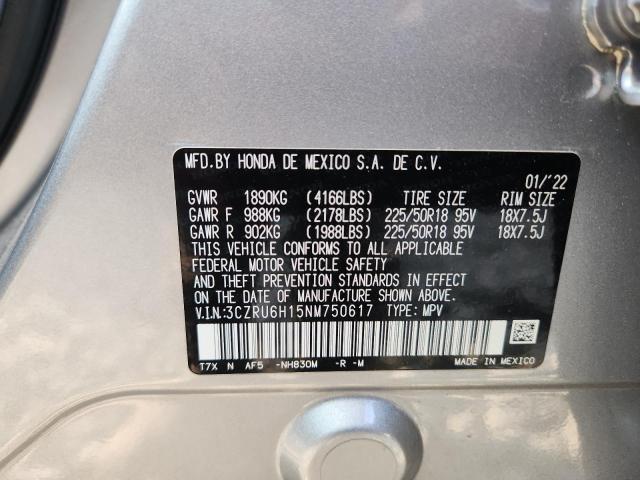 MFD.BY HONDA DE MEXICO S.A. DE C.V.
01/'22
GVWR 1890KG (4166LBS) TIRE SIZE RIM SIZE
GAWR F 988KG (2178LBS) 225/50R18 95V 18X7.5J
GAWR R 902KG (1988LBS) 225/50R18 95V 18X7.5J
THIS VEHICLE CONFORMS TO ALL APPLICABLE
FEDERAL MOTOR VEHICLE SAFETY
AND THEFT PREVENTION STANDARDS IN EFFECT
ON THE DATE OF MANUFACTURE SHOWN ABOVE.
V.I.N:3CZRU6H15NM750617 TYPE: MPV
T7X N AF5 -NH830M -R -M MADE IN MEXICO